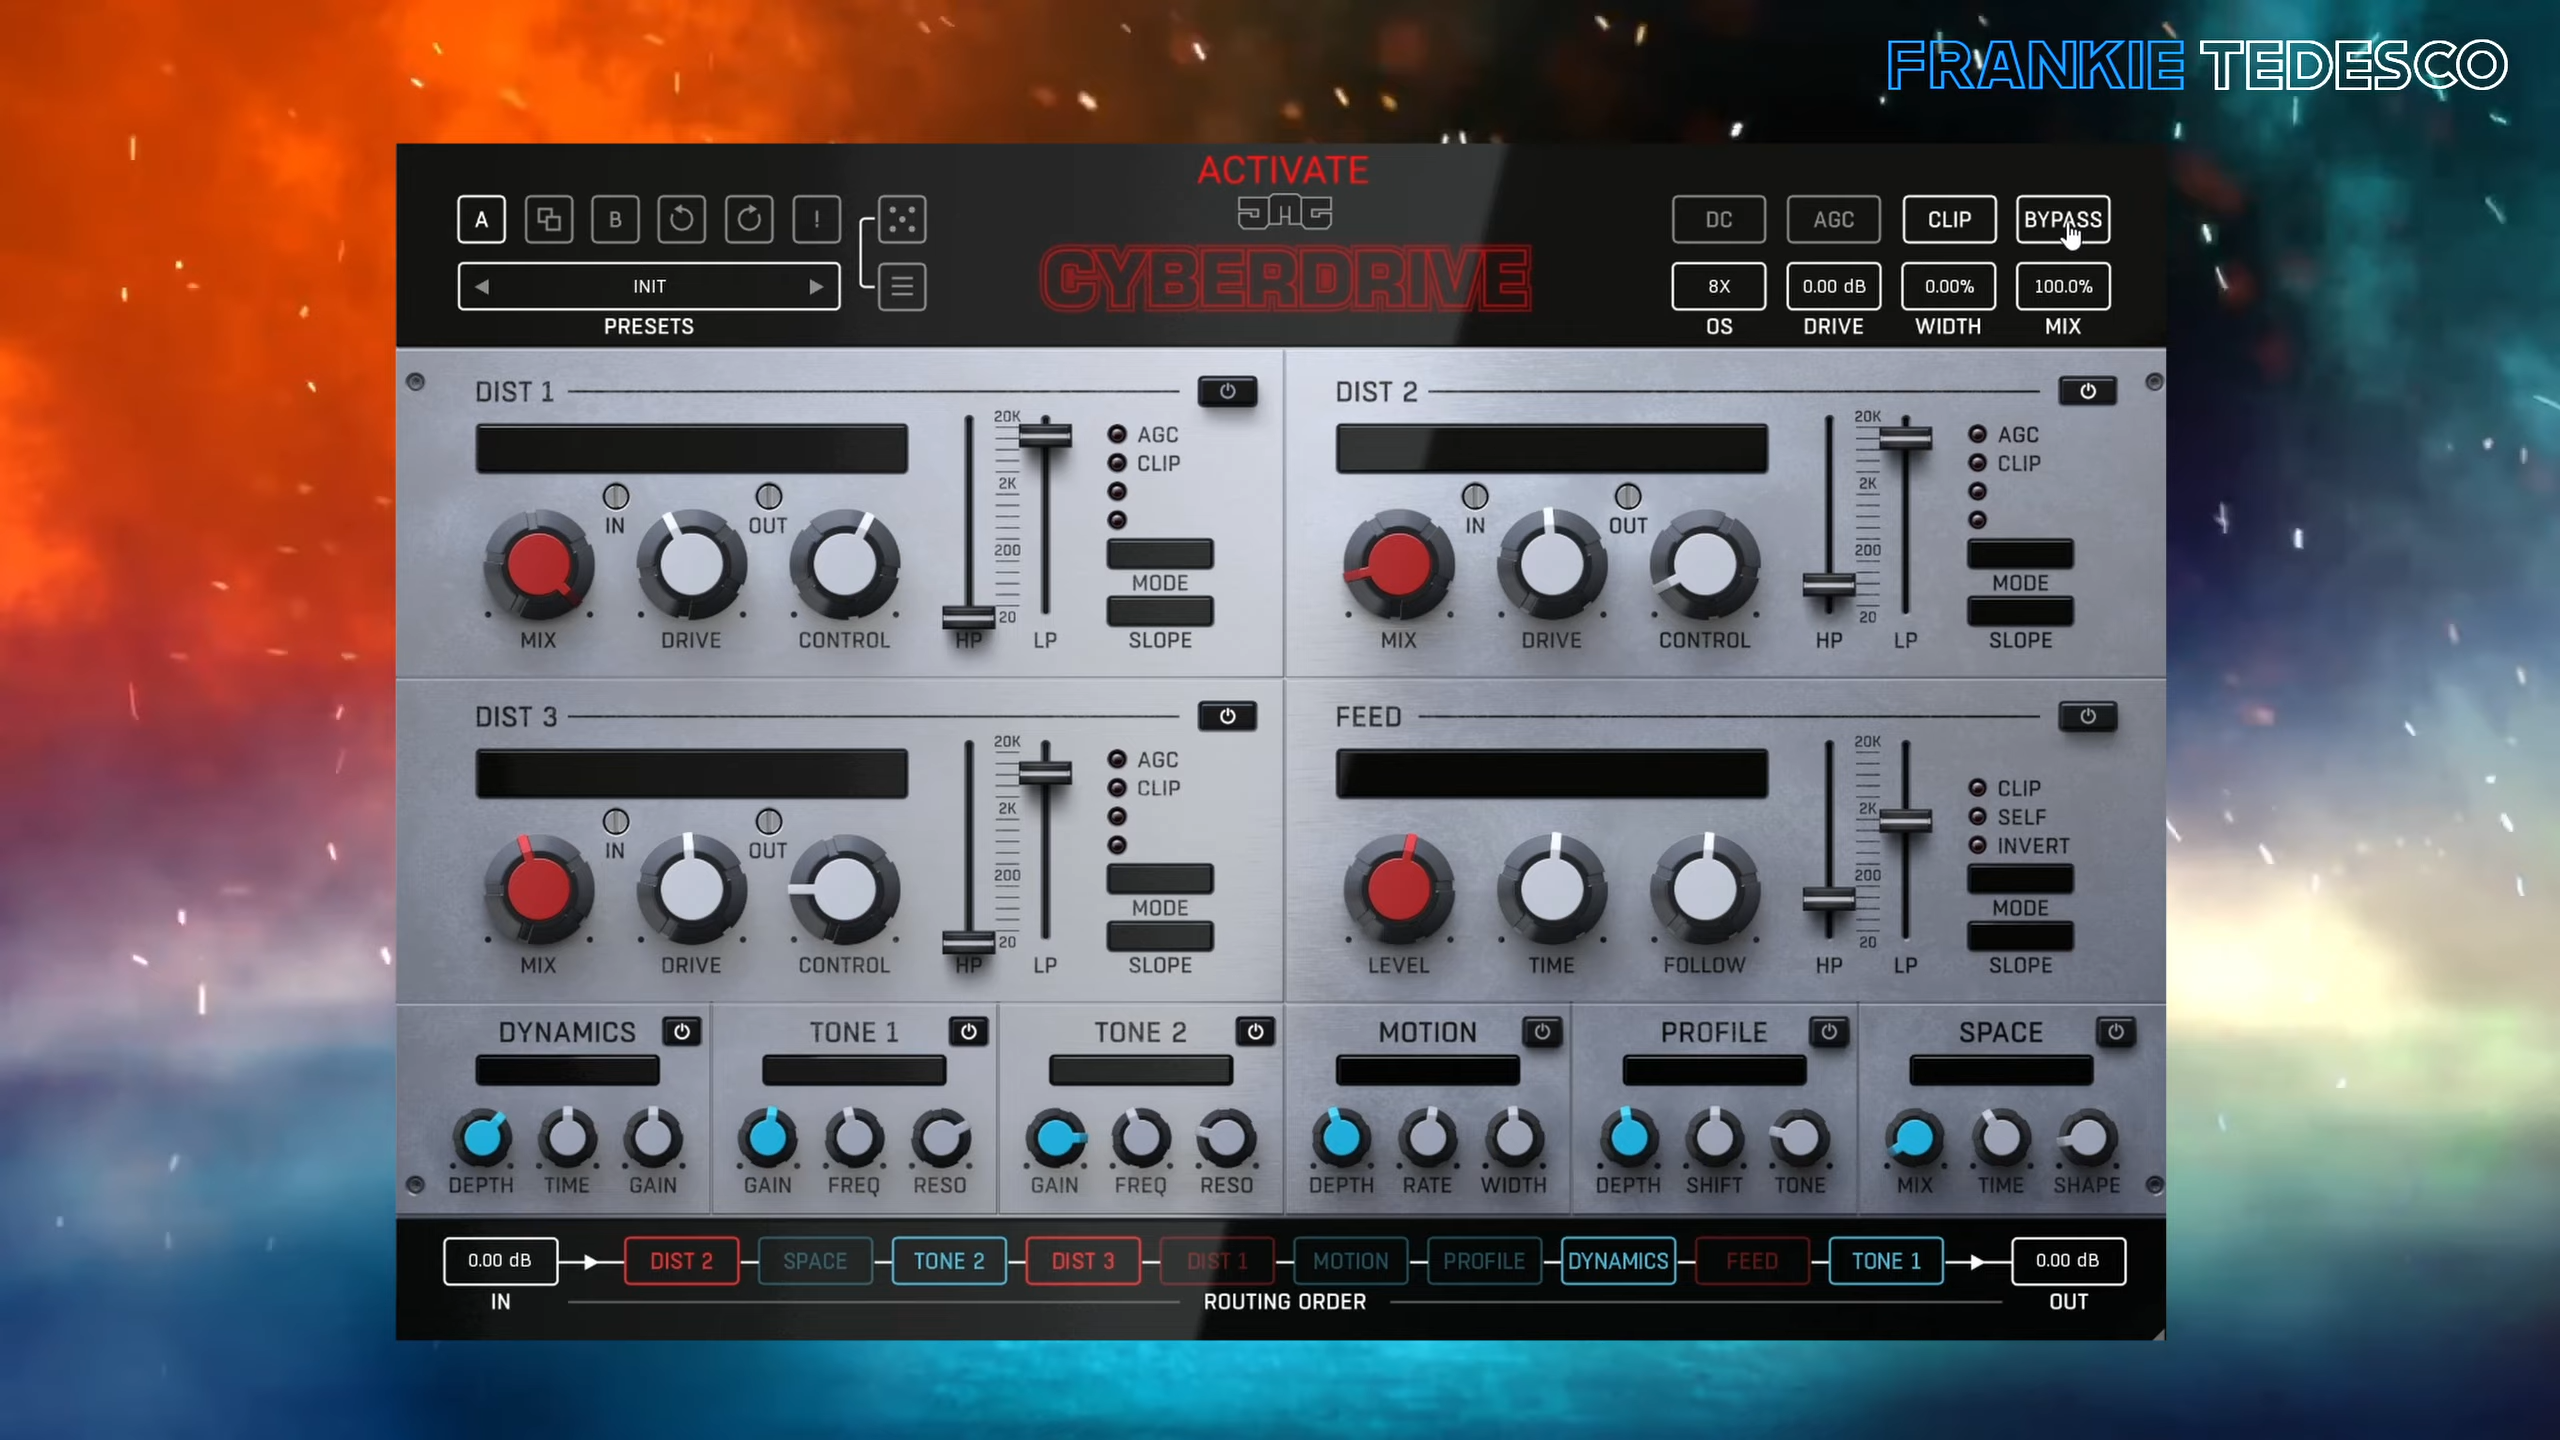 FRANKIE TEDESCO
ACTIVATE
A B !
DC AGC CLIP BYPASS
CYBERDRIVE
INIT
PRESETS
8X 0.00 dB 0.00% 100.0%
OS DRIVE WIDTH MIX
DIST 1
20K
2K
200
20
AGC
CLIP
IN OUT
MODE
MIX DRIVE CONTROL HP LP SLOPE
DIST 2
20K
2K
200
20
AGC
CLIP
IN OUT
MODE
MIX DRIVE CONTROL HP LP SLOPE
DIST 3
20K
2K
200
20
AGC
CLIP
IN OUT
MODE
MIX DRIVE CONTROL HP LP SLOPE
FEED
20K
2K
200
20
CLIP
SELF
INVERT
MODE
LEVEL TIME FOLLOW HP LP SLOPE
DYNAMICS
DEPTH TIME GAIN
TONE 1
GAIN FREQ RESO
TONE 2
GAIN FREQ RESO
MOTION
DEPTH RATE WIDTH
PROFILE
DEPTH SHIFT TONE
SPACE
MIX TIME SHAPE
0.00 dB DIST 2 SPACE TONE 2 DIST 3 DIST 1 MOTION PROFILE DYNAMICS FEED TONE 1 0.00 dB
IN ROUTING ORDER OUT